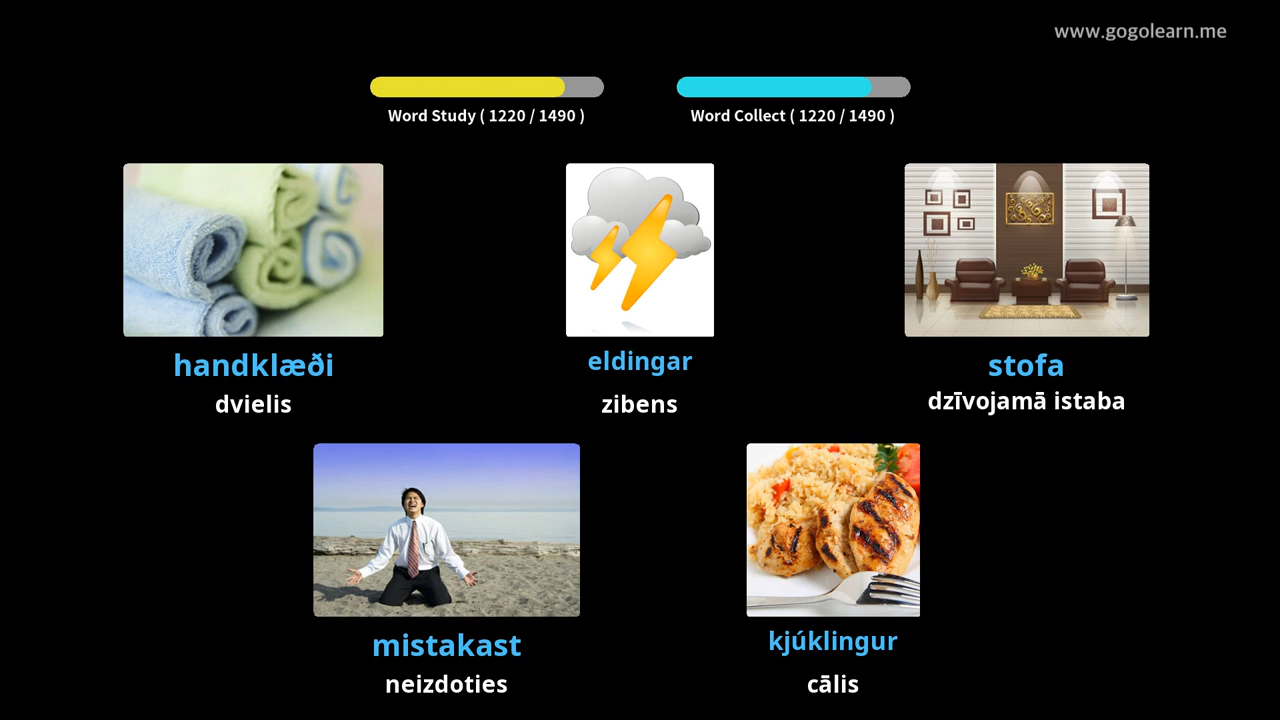 www.gogolearn.me
Word Study ( 1220 / 1490 )
Word Collect ( 1220 / 1490 )
handklæði
dvielis
eldingar
zibens
stofa
dzīvojamā istaba
mistakast
neizdoties
kjúklingur
cālis